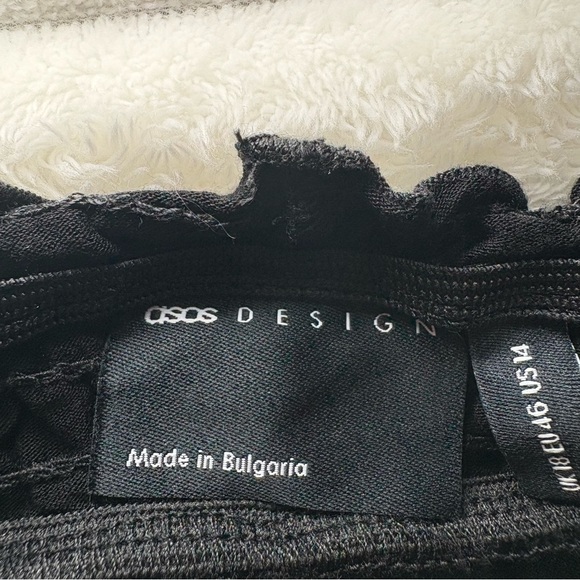 asos DESIGN
Made in Bulgaria
UK 18 EU 46 US 14